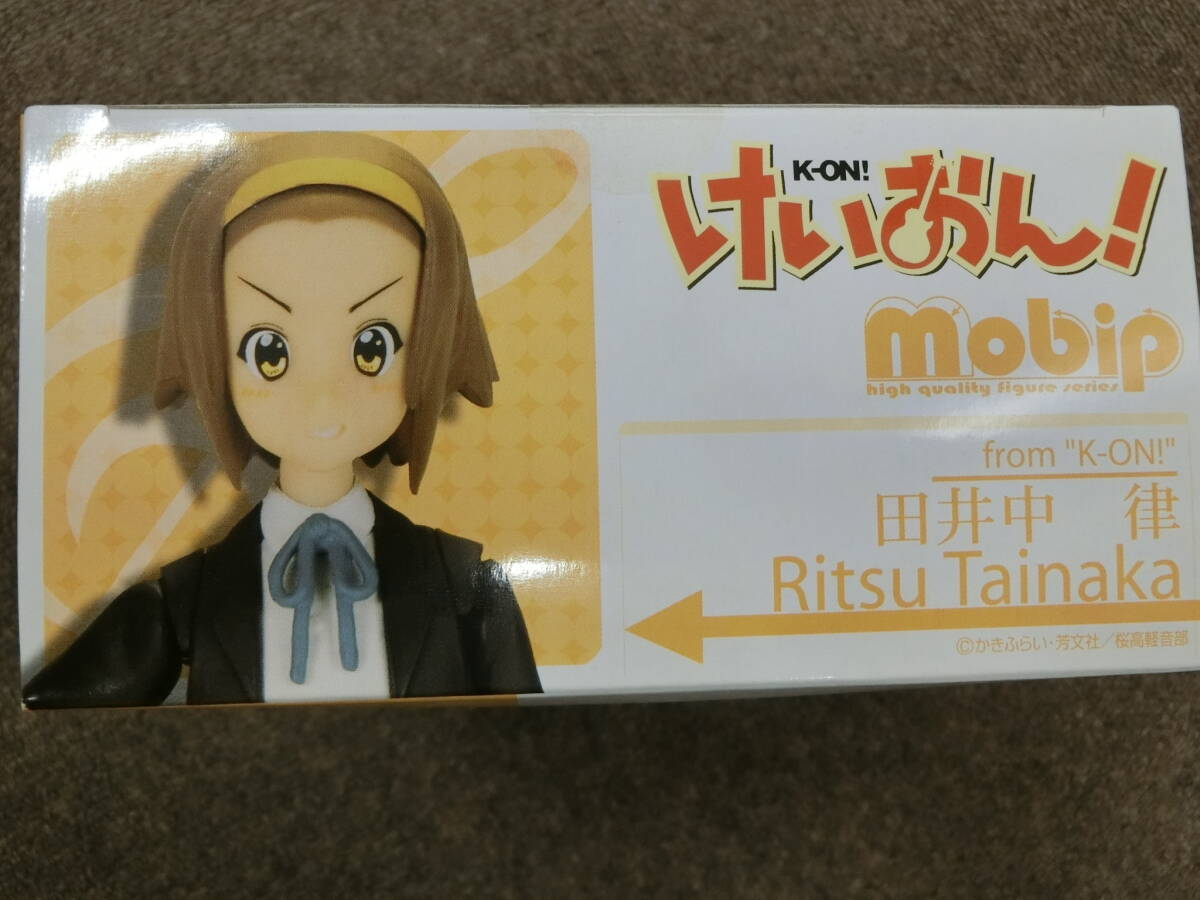 K-ON!
けいおん!
mobip
high quality figure series
from "K-ON!"
田井中　律
Ritsu Tainaka
©かきふらい・芳文社／桜高軽音部